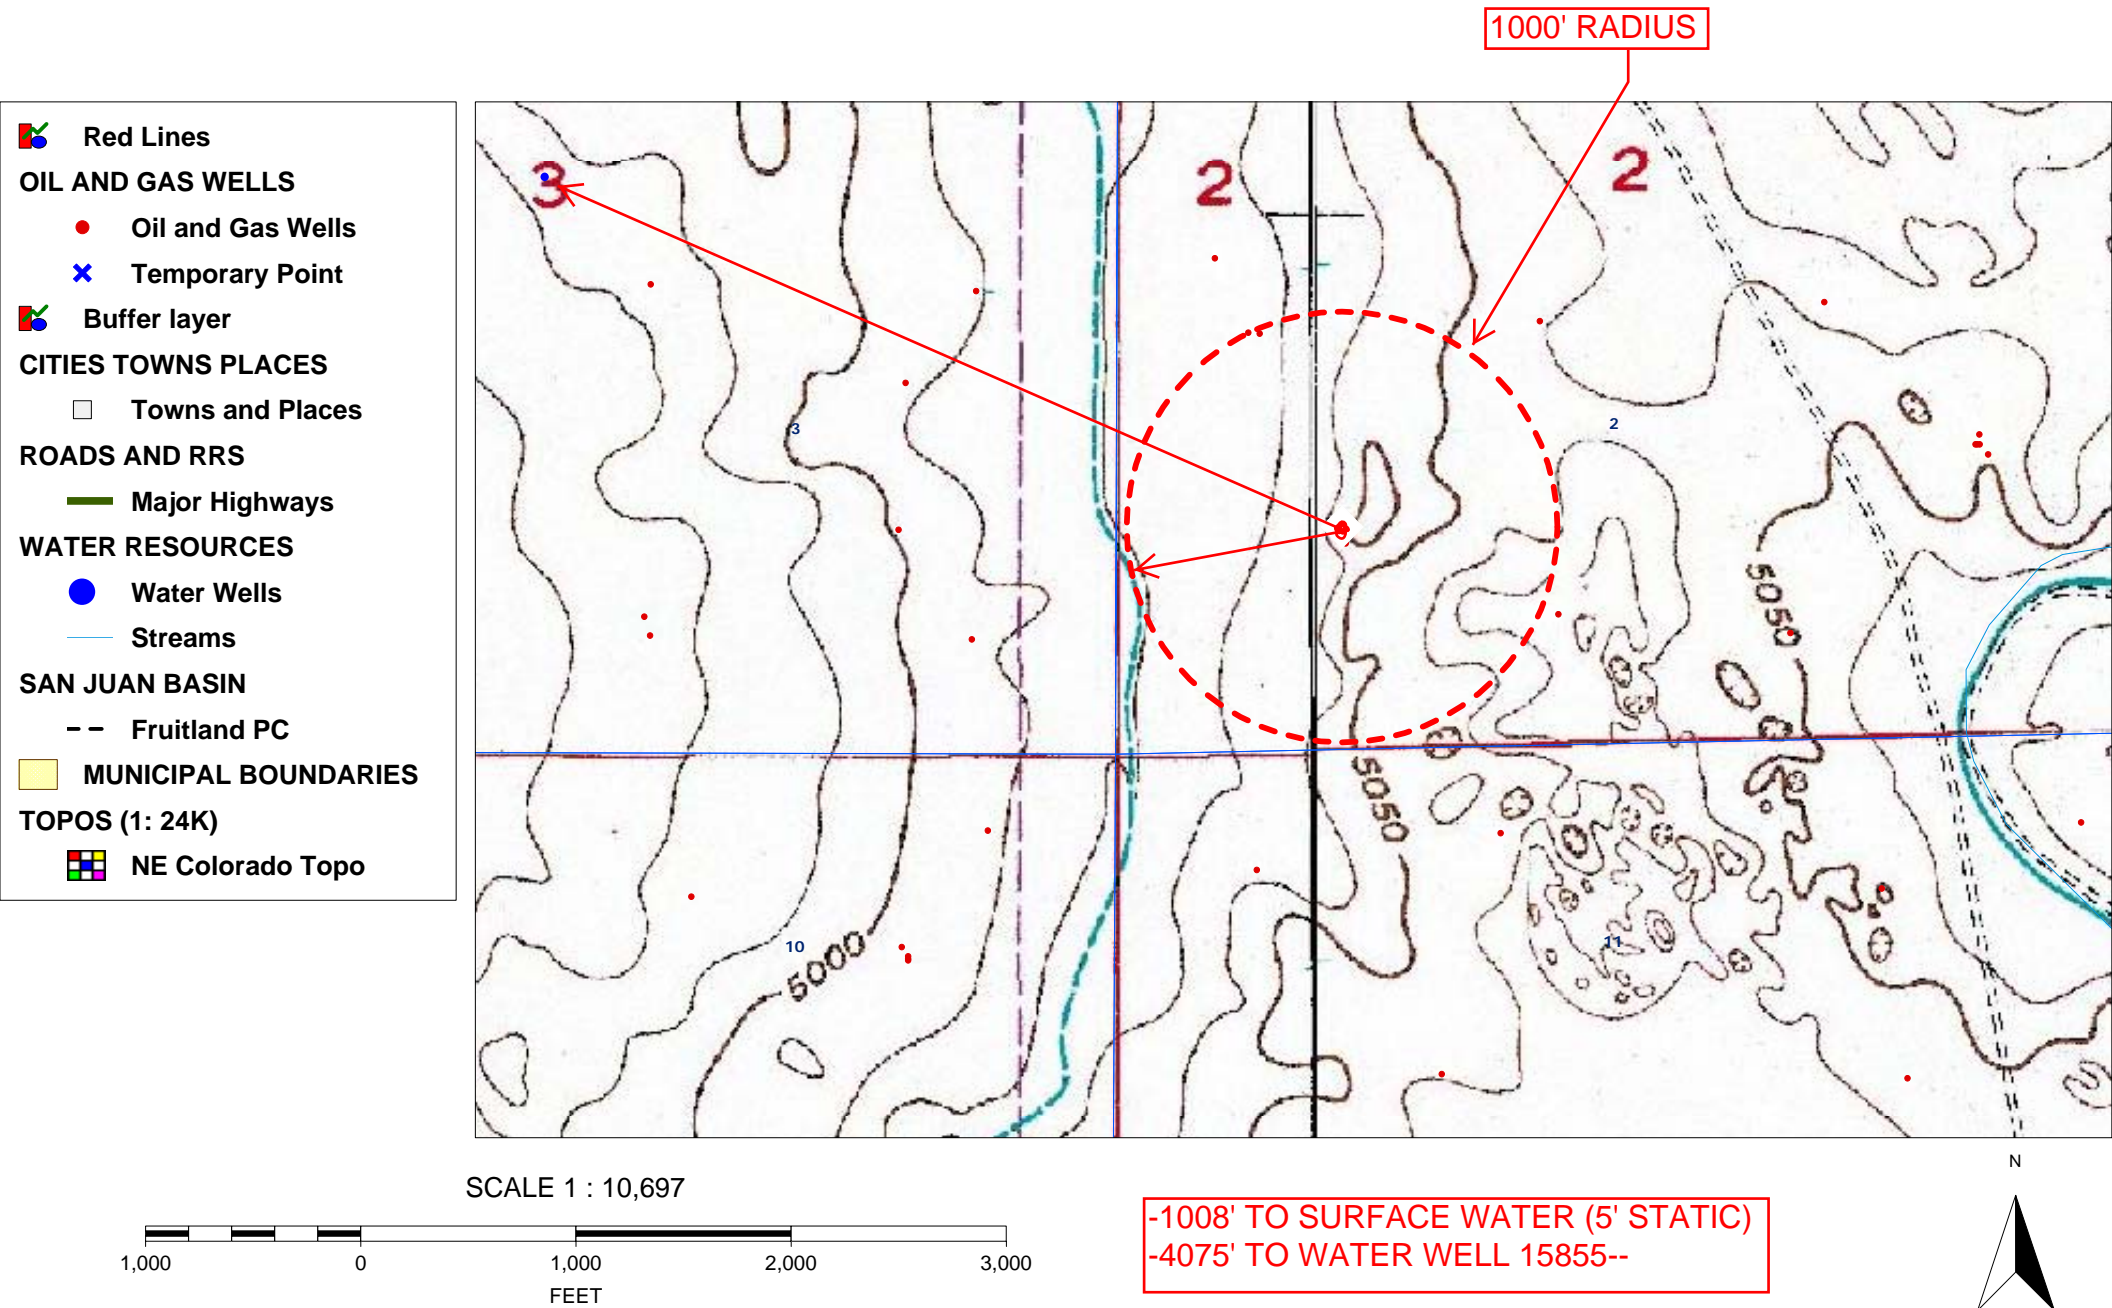 1000' RADIUS
Red Lines
OIL AND GAS WELLS
Oil and Gas Wells
Temporary Point
Buffer layer
CITIES TOWNS PLACES
Towns and Places
ROADS AND RRS
Major Highways
WATER RESOURCES
Water Wells
Streams
SAN JUAN BASIN
Fruitland PC
MUNICIPAL BOUNDARIES
TOPOS (1: 24K)
NE Colorado Topo
3
2
2
3
2
5050
5050
10
5000
11
SCALE 1 : 10,697
1,000 0 1,000 2,000 3,000
FEET
-1008' TO SURFACE WATER (5' STATIC)
-4075' TO WATER WELL 15855--
N